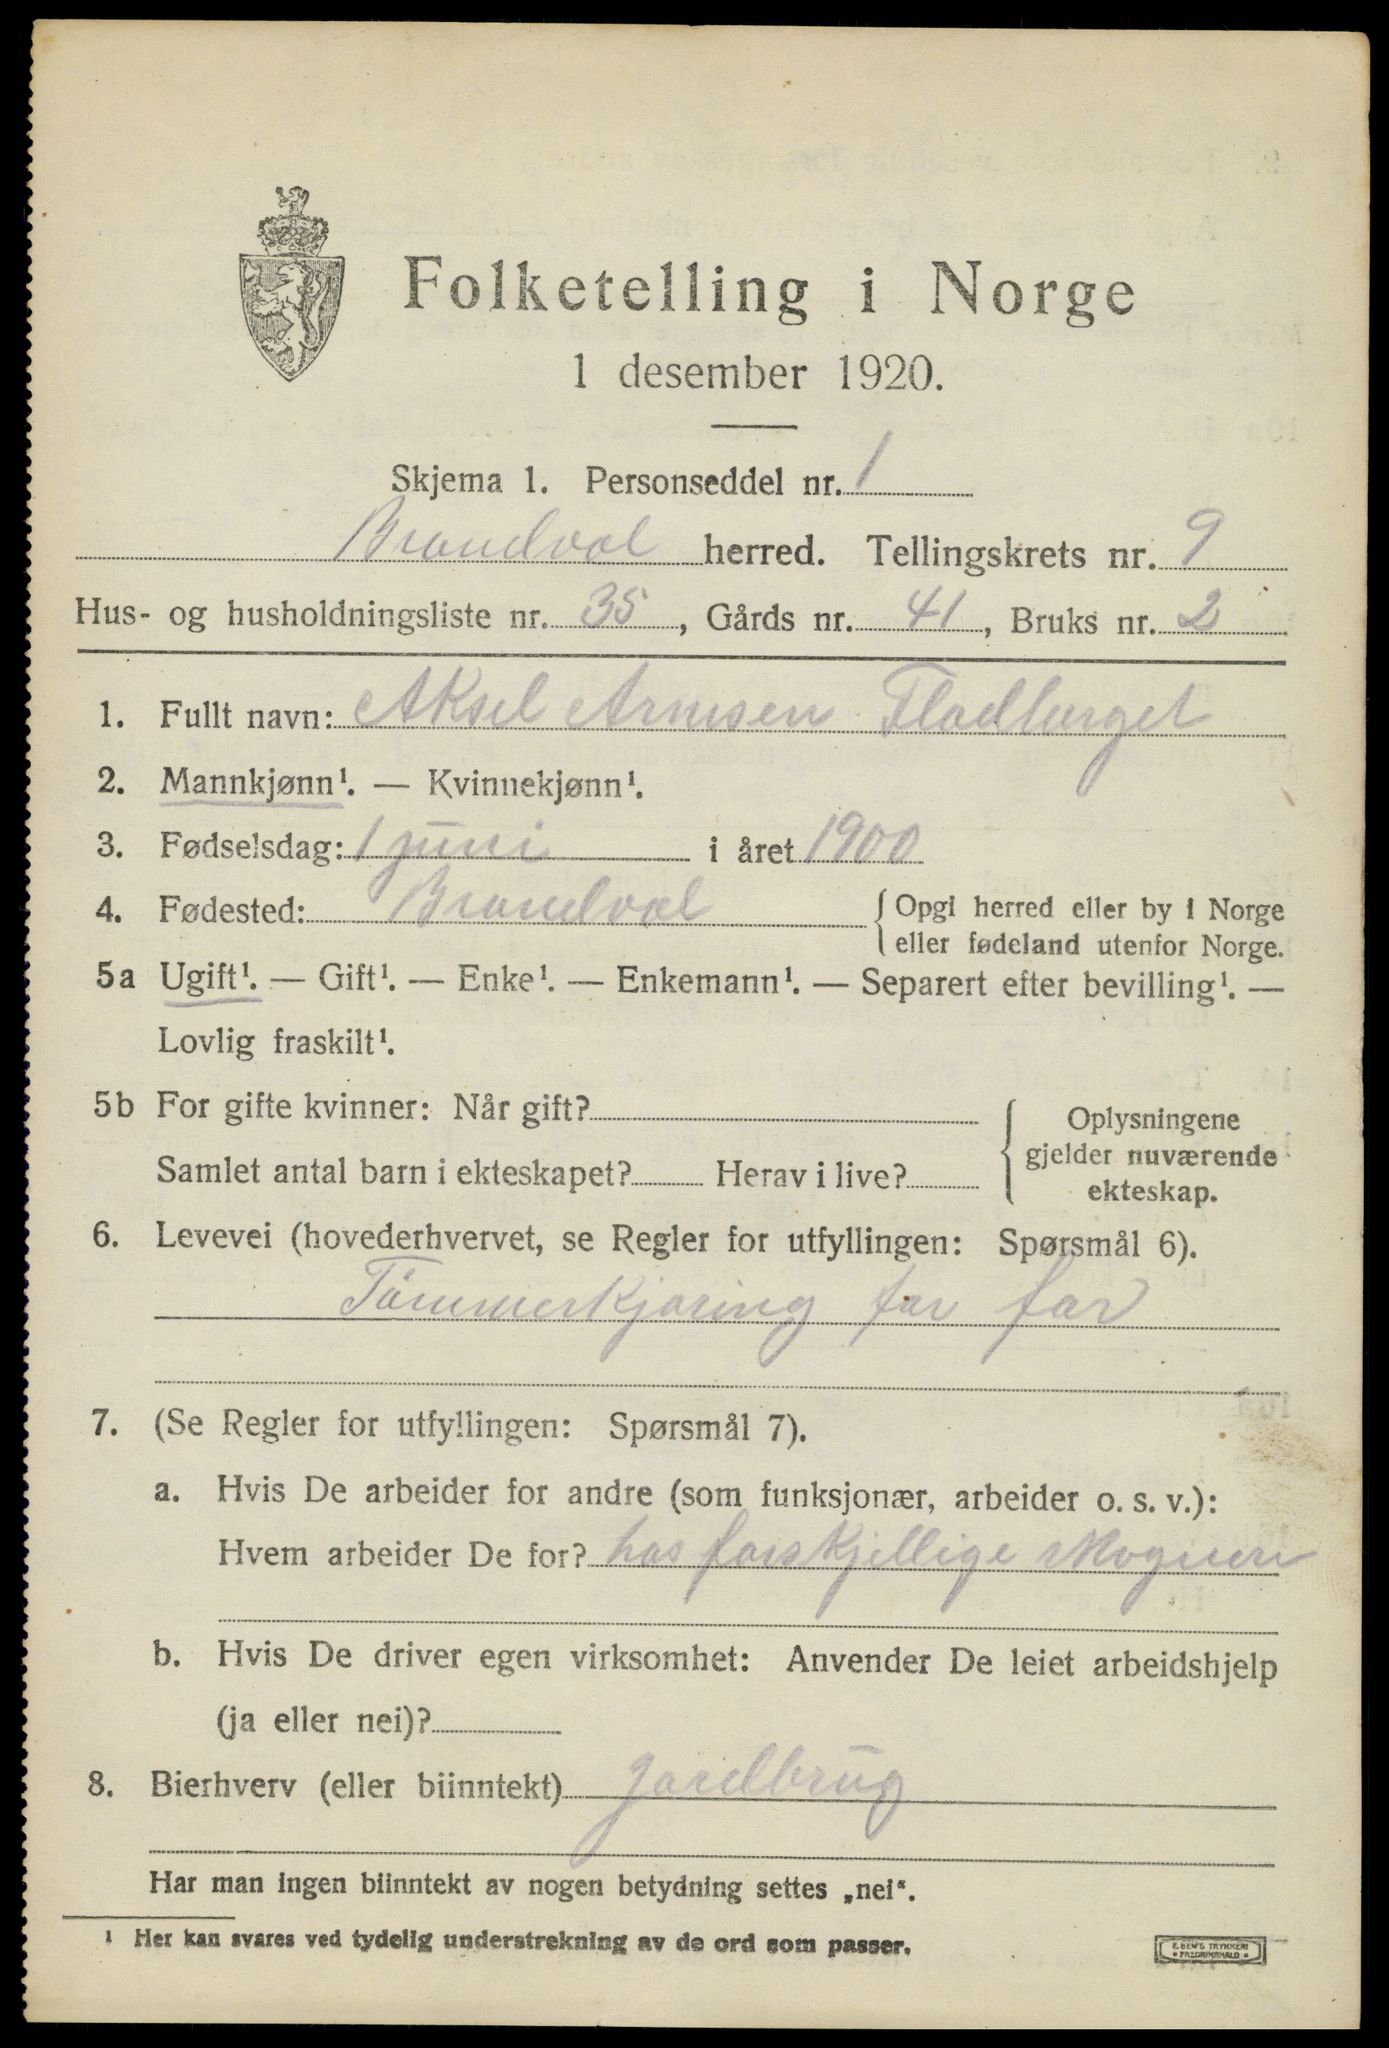 Folketelling i Norge
1 desember 1920.
Skjema 1. Personseddel nr. 1
Brandval herred. Tellingskrets nr. 9
Hus- og husholdningsliste nr. 35, Gårds nr. 41, Bruks nr. 2
1. Fullt navn: Aksel Arnesen Fladberget
2. Mannkjønn¹. — Kvinnekjønn¹.
3. Fødselsdag: 1 juni i året 1900
4. Fødested: Brandval { Opgi herred eller by i Norge
eller fødeland utenfor Norge.
5a Ugift¹. — Gift¹. — Enke¹. — Enkemann¹. — Separert efter bevilling¹. —
Lovlig fraskilt¹.
5b For gifte kvinner: Når gift?
Samlet antal barn i ekteskapet? Herav i live?
{ Oplysningene
gjelder nuværende
ekteskap.
6. Levevei (hovederhvervet, se Regler for utfyllingen: Spørsmål 6).
Tömmerkjöring for far
7. (Se Regler for utfyllingen: Spørsmål 7).
a. Hvis De arbeider for andre (som funksjonær, arbeider o. s. v.):
Hvem arbeider De for? hos forskjellige
b. Hvis De driver egen virksomhet: Anvender De leiet arbeidshjelp
(ja eller nei)?
8. Bierhverv (eller biinntekt) Jordbrug
Har man ingen biinntekt av nogen betydning settes „nei“.
¹ Her kan svares ved tydelig understrekning av de ord som passer.
E. SEM'S TRYKKERI
* FREDRIKSHALD *